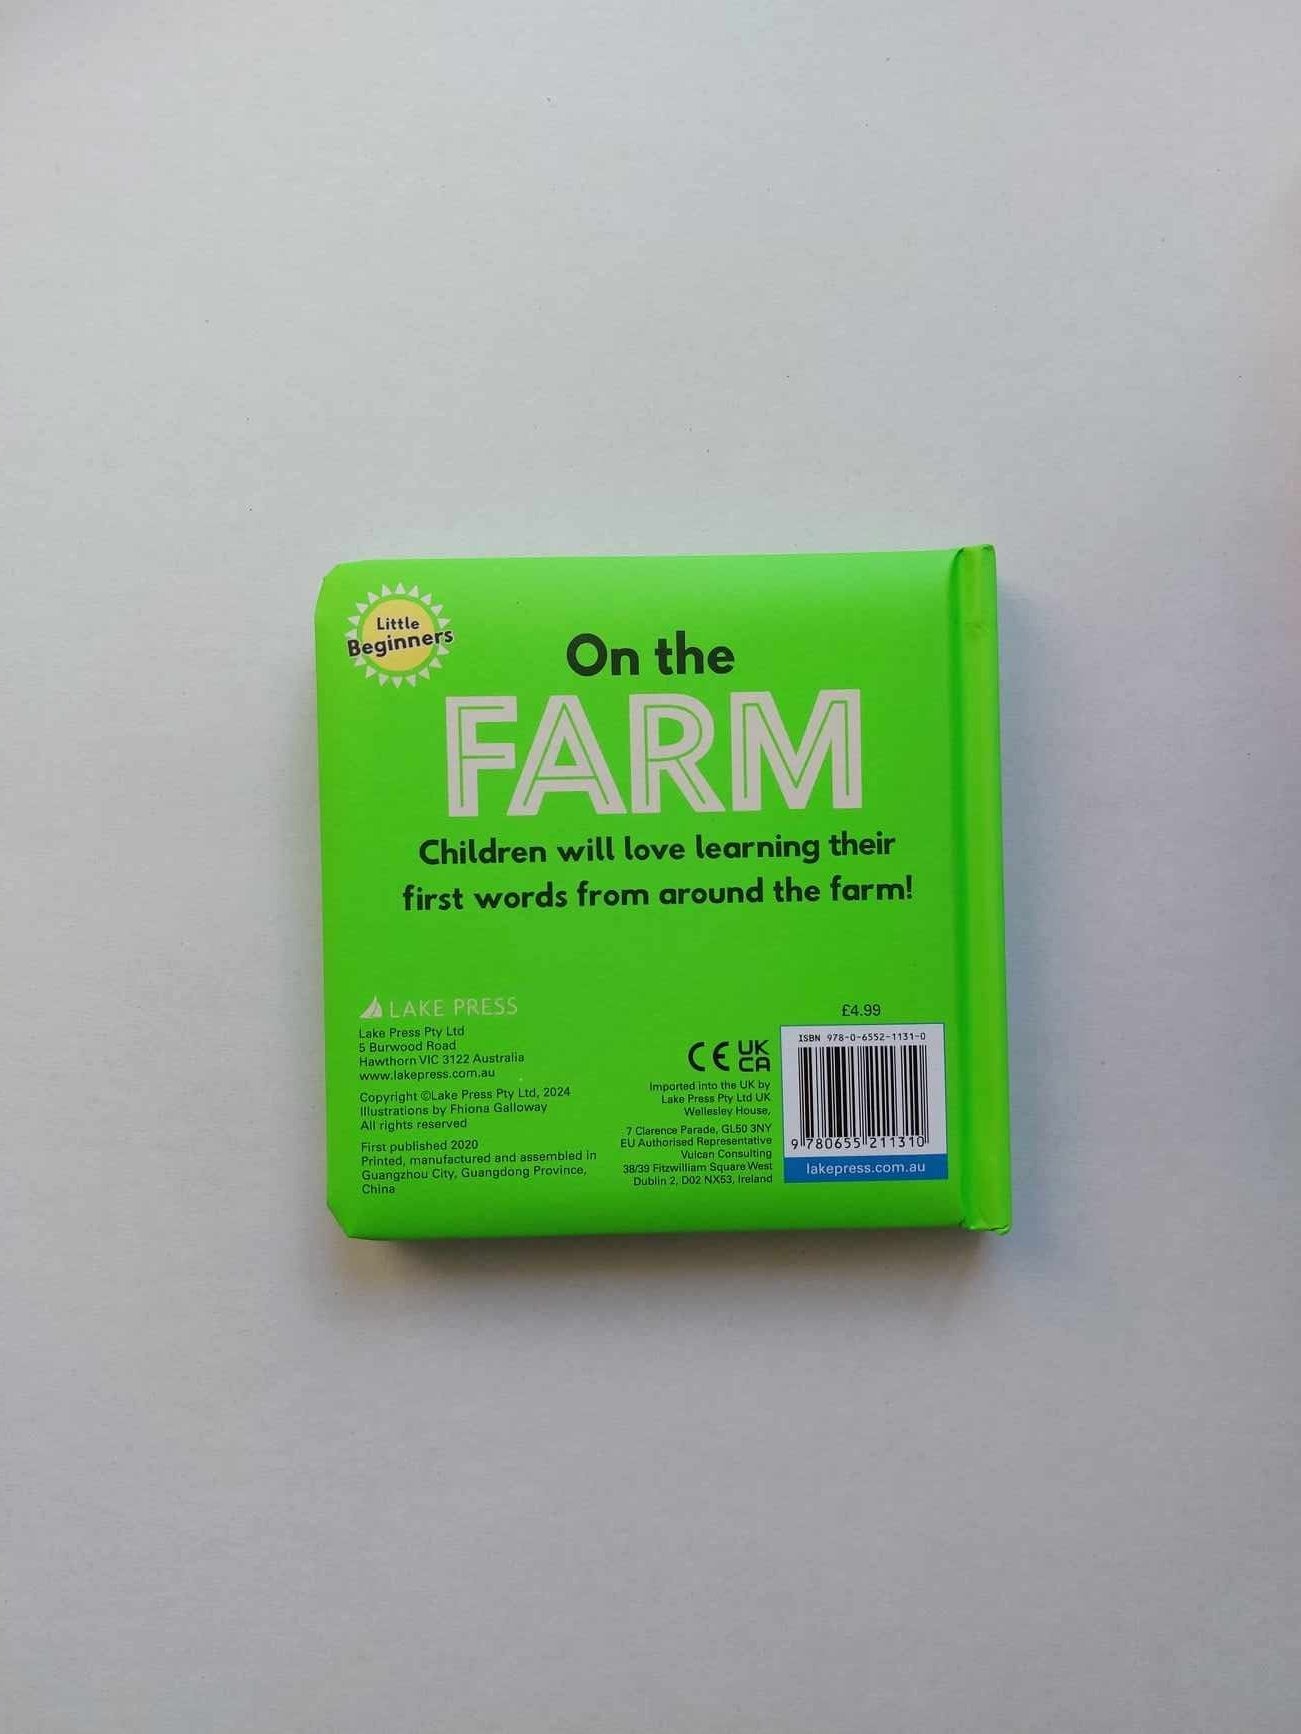 Little
Beginners
On the
FARM
Children will love learning their
first words from around the farm!
LAKE PRESS
Lake Press Pty Ltd
5 Burwood Road
Hawthorn VIC 3122 Australia
www.lakepress.com.au
Copyright ©Lake Press Pty Ltd, 2024
Illustrations by Fhiona Galloway
All rights reserved
First published 2020
Printed, manufactured and assembled in
Guangzhou City, Guangdong Province,
China
CE UK
CA
Imported into the UK by
Lake Press Pty Ltd UK
Wellesley House,
7 Clarence Parade, GL50 3NY
EU Authorised Representative
Vulcan Consulting
38/39 Fitzwilliam Square West
Dublin 2, D02 NX53, Ireland
£4.99
ISBN 978-0-6552-1131-0
9 780655 211310
lakepress.com.au